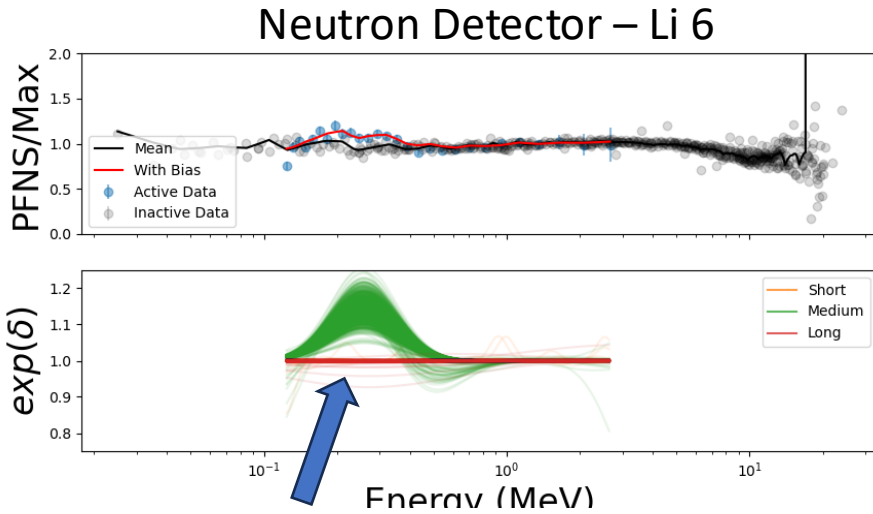 Neutron Detector – Li 6
PFNS/Max
2.0
1.5
1.0
0.5
0.0
Mean
With Bias
Active Data
Inactive Data
exp(δ)
1.2
1.1
1.0
0.9
0.8
Short
Medium
Long
10⁻¹
10⁰
10¹
Energy (MeV)